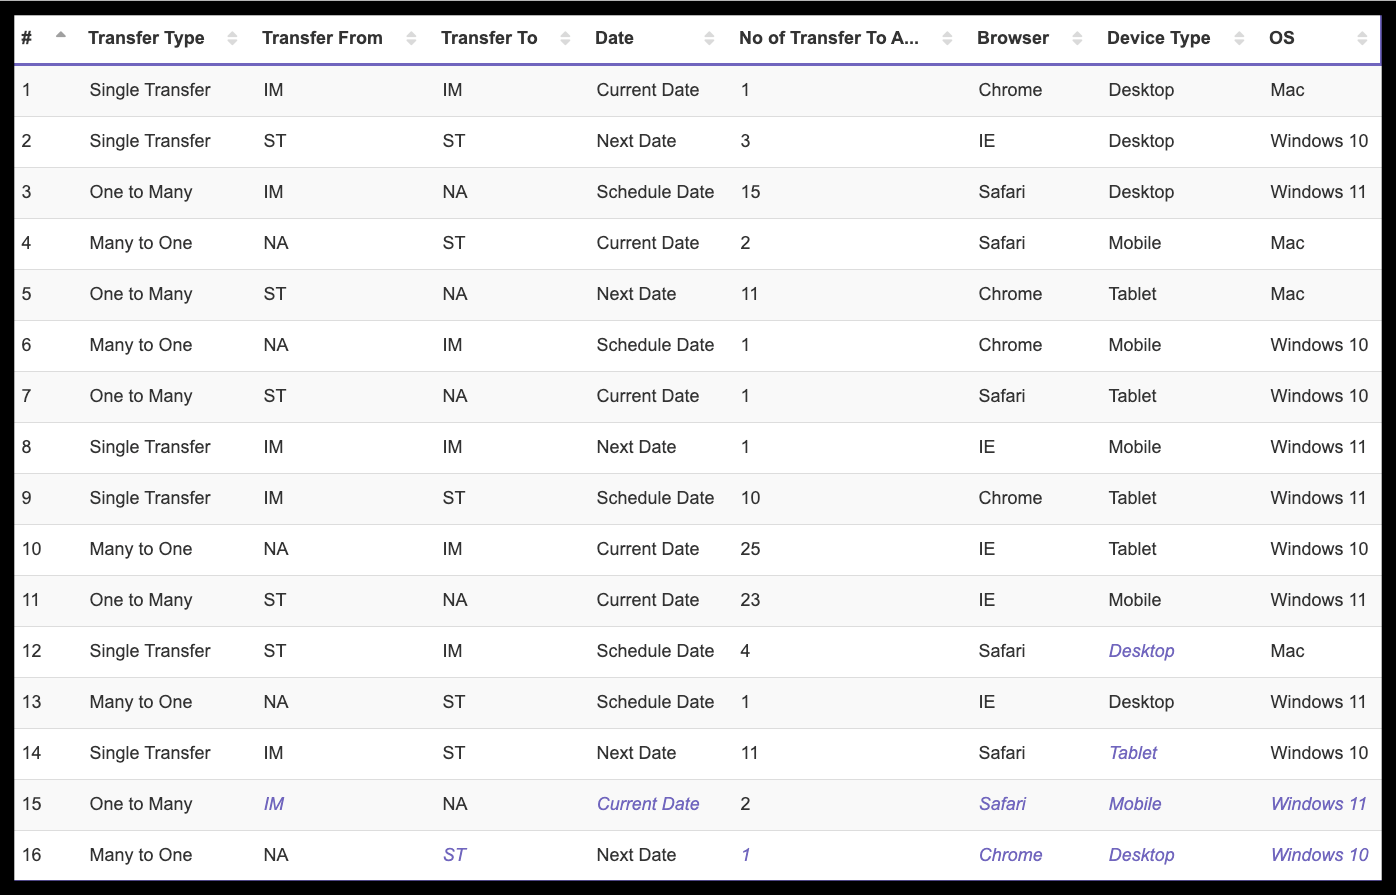 # Transfer Type Transfer From Transfer To Date No of Transfer To A... Browser Device Type OS
1 Single Transfer IM IM Current Date 1 Chrome Desktop Mac
2 Single Transfer ST ST Next Date 3 IE Desktop Windows 10
3 One to Many IM NA Schedule Date 15 Safari Desktop Windows 11
4 Many to One NA ST Current Date 2 Safari Mobile Mac
5 One to Many ST NA Next Date 11 Chrome Tablet Mac
6 Many to One NA IM Schedule Date 1 Chrome Mobile Windows 10
7 One to Many ST NA Current Date 1 Safari Tablet Windows 10
8 Single Transfer IM IM Next Date 1 IE Mobile Windows 11
9 Single Transfer IM ST Schedule Date 10 Chrome Tablet Windows 11
10 Many to One NA IM Current Date 25 IE Tablet Windows 10
11 One to Many ST NA Current Date 23 IE Mobile Windows 11
12 Single Transfer ST IM Schedule Date 4 Safari Desktop Mac
13 Many to One NA ST Schedule Date 1 IE Desktop Windows 11
14 Single Transfer IM ST Next Date 11 Safari Tablet Windows 10
15 One to Many IM NA Current Date 2 Safari Mobile Windows 11
16 Many to One NA ST Next Date 1 Chrome Desktop Windows 10